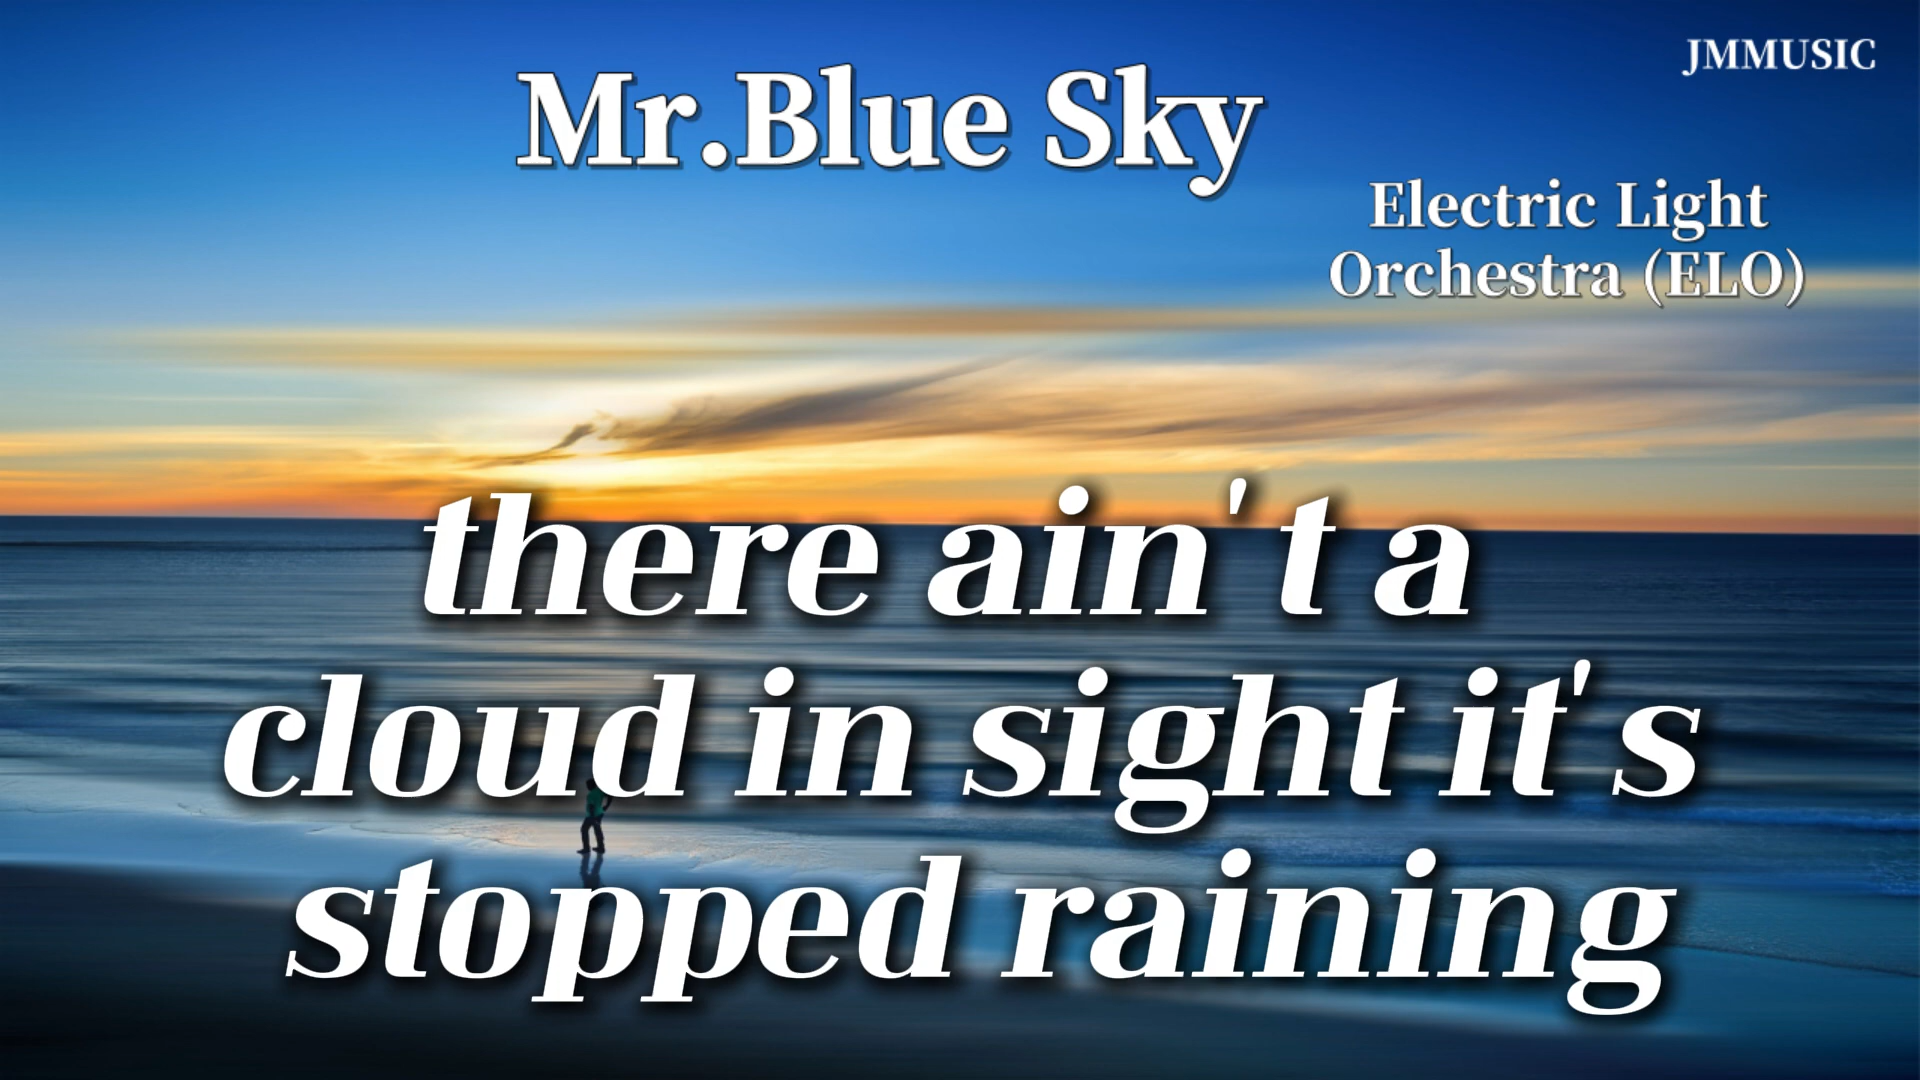 JMMUSIC
Mr.Blue Sky
Electric Light
Orchestra (ELO)
there ain't a
cloud in sight it's
stopped raining